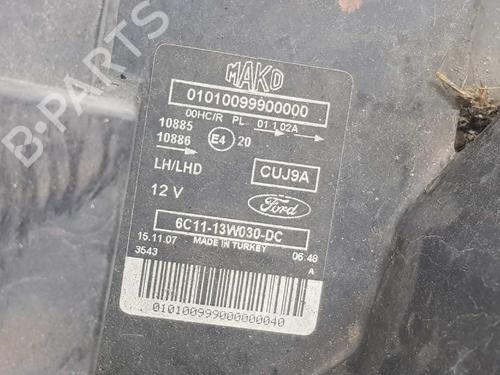 B-PARTS
MAKO
01010099900000
00HC/R PL 01 1,02A
10885
10886 E4 20
LH/LHD CUJ9A
12 V Ford
6C11-13W030-DC
15.11.07 MADE IN TURKEY 06:48
3543 A
0101009990000000040